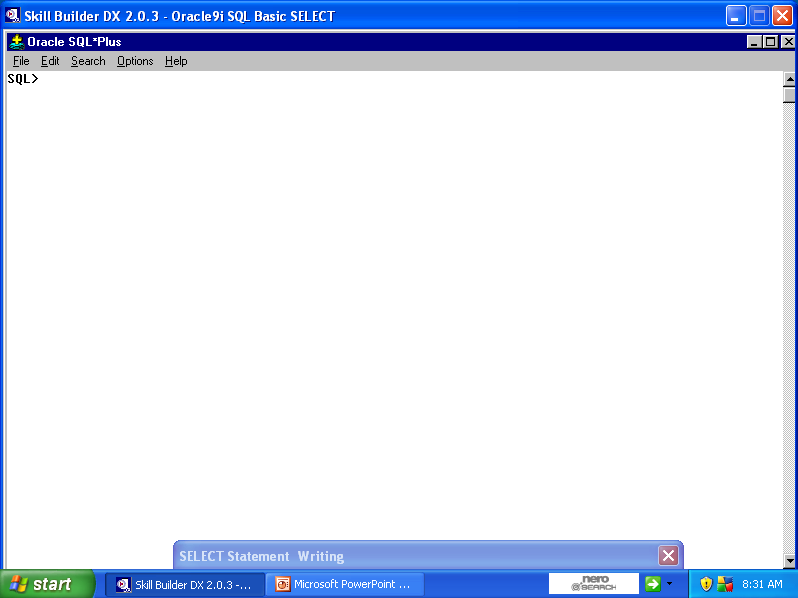 Skill Builder DX 2.0.3 - Oracle9i SQL Basic SELECT
Oracle SQL*Plus
File Edit Search Options Help
SQL>
SELECT Statement Writing
start
Skill Builder DX 2.0.3 -...
Microsoft PowerPoint ...
nero
@SEARCH
8:31 AM